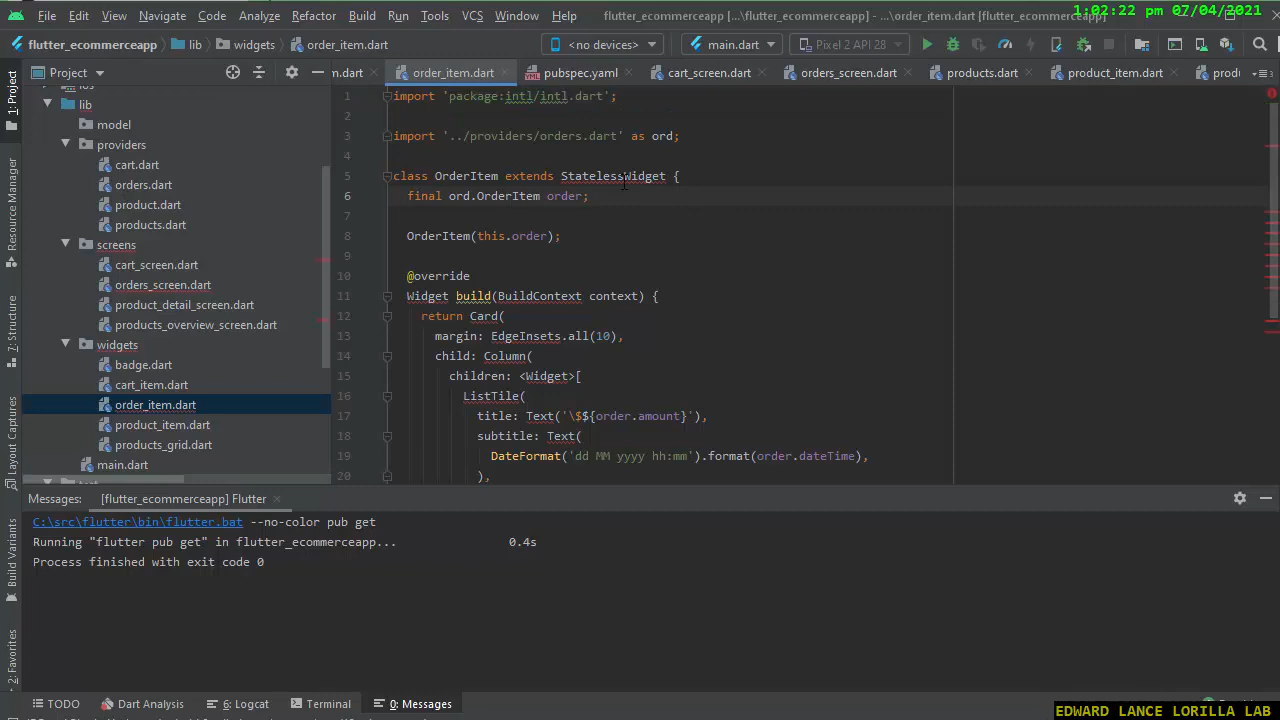 File Edit View Navigate Code Analyze Refactor Build Run Tools VCS Window Help flutter_ecommerceapp [...\flutter_ecommerceapp] - ...\order_item.dart [flutter_ecommerceapp]
1:02:22 pm 07/04/2021
flutter_ecommerceapp lib widgets order_item.dart <no devices> main.dart Pixel 2 API 28
Project m.dart order_item.dart pubspec.yaml cart_screen.dart orders_screen.dart products.dart product_item.dart prod
1: Project
Resource Manager
7: Structure
Layout Captures
Build Variants
2: Favorites
lib
model
providers
cart.dart
orders.dart
product.dart
products.dart
screens
cart_screen.dart
orders_screen.dart
product_detail_screen.dart
products_overview_screen.dart
widgets
badge.dart
cart_item.dart
order_item.dart
product_item.dart
products_grid.dart
main.dart
1 import 'package:intl/intl.dart';
2
3 import '../providers/orders.dart' as ord;
4
5 class OrderItem extends StatelessWidget {
6 final ord.OrderItem order;
7
8 OrderItem(this.order);
9
10 @override
11 Widget build(BuildContext context) {
12 return Card(
13 margin: EdgeInsets.all(10),
14 child: Column(
15 children: <Widget>[
16 ListTile(
17 title: Text('\$${order.amount}'),
18 subtitle: Text(
19 DateFormat('dd MM yyyy hh:mm').format(order.dateTime),
20 ),
Messages: [flutter_ecommerceapp] Flutter
C:\src\flutter\bin\flutter.bat --no-color pub get
Running "flutter pub get" in flutter_ecommerceapp... 0.4s
Process finished with exit code 0
TODO Dart Analysis 6: Logcat Terminal 0: Messages
EDWARD LANCE LORILLA LAB